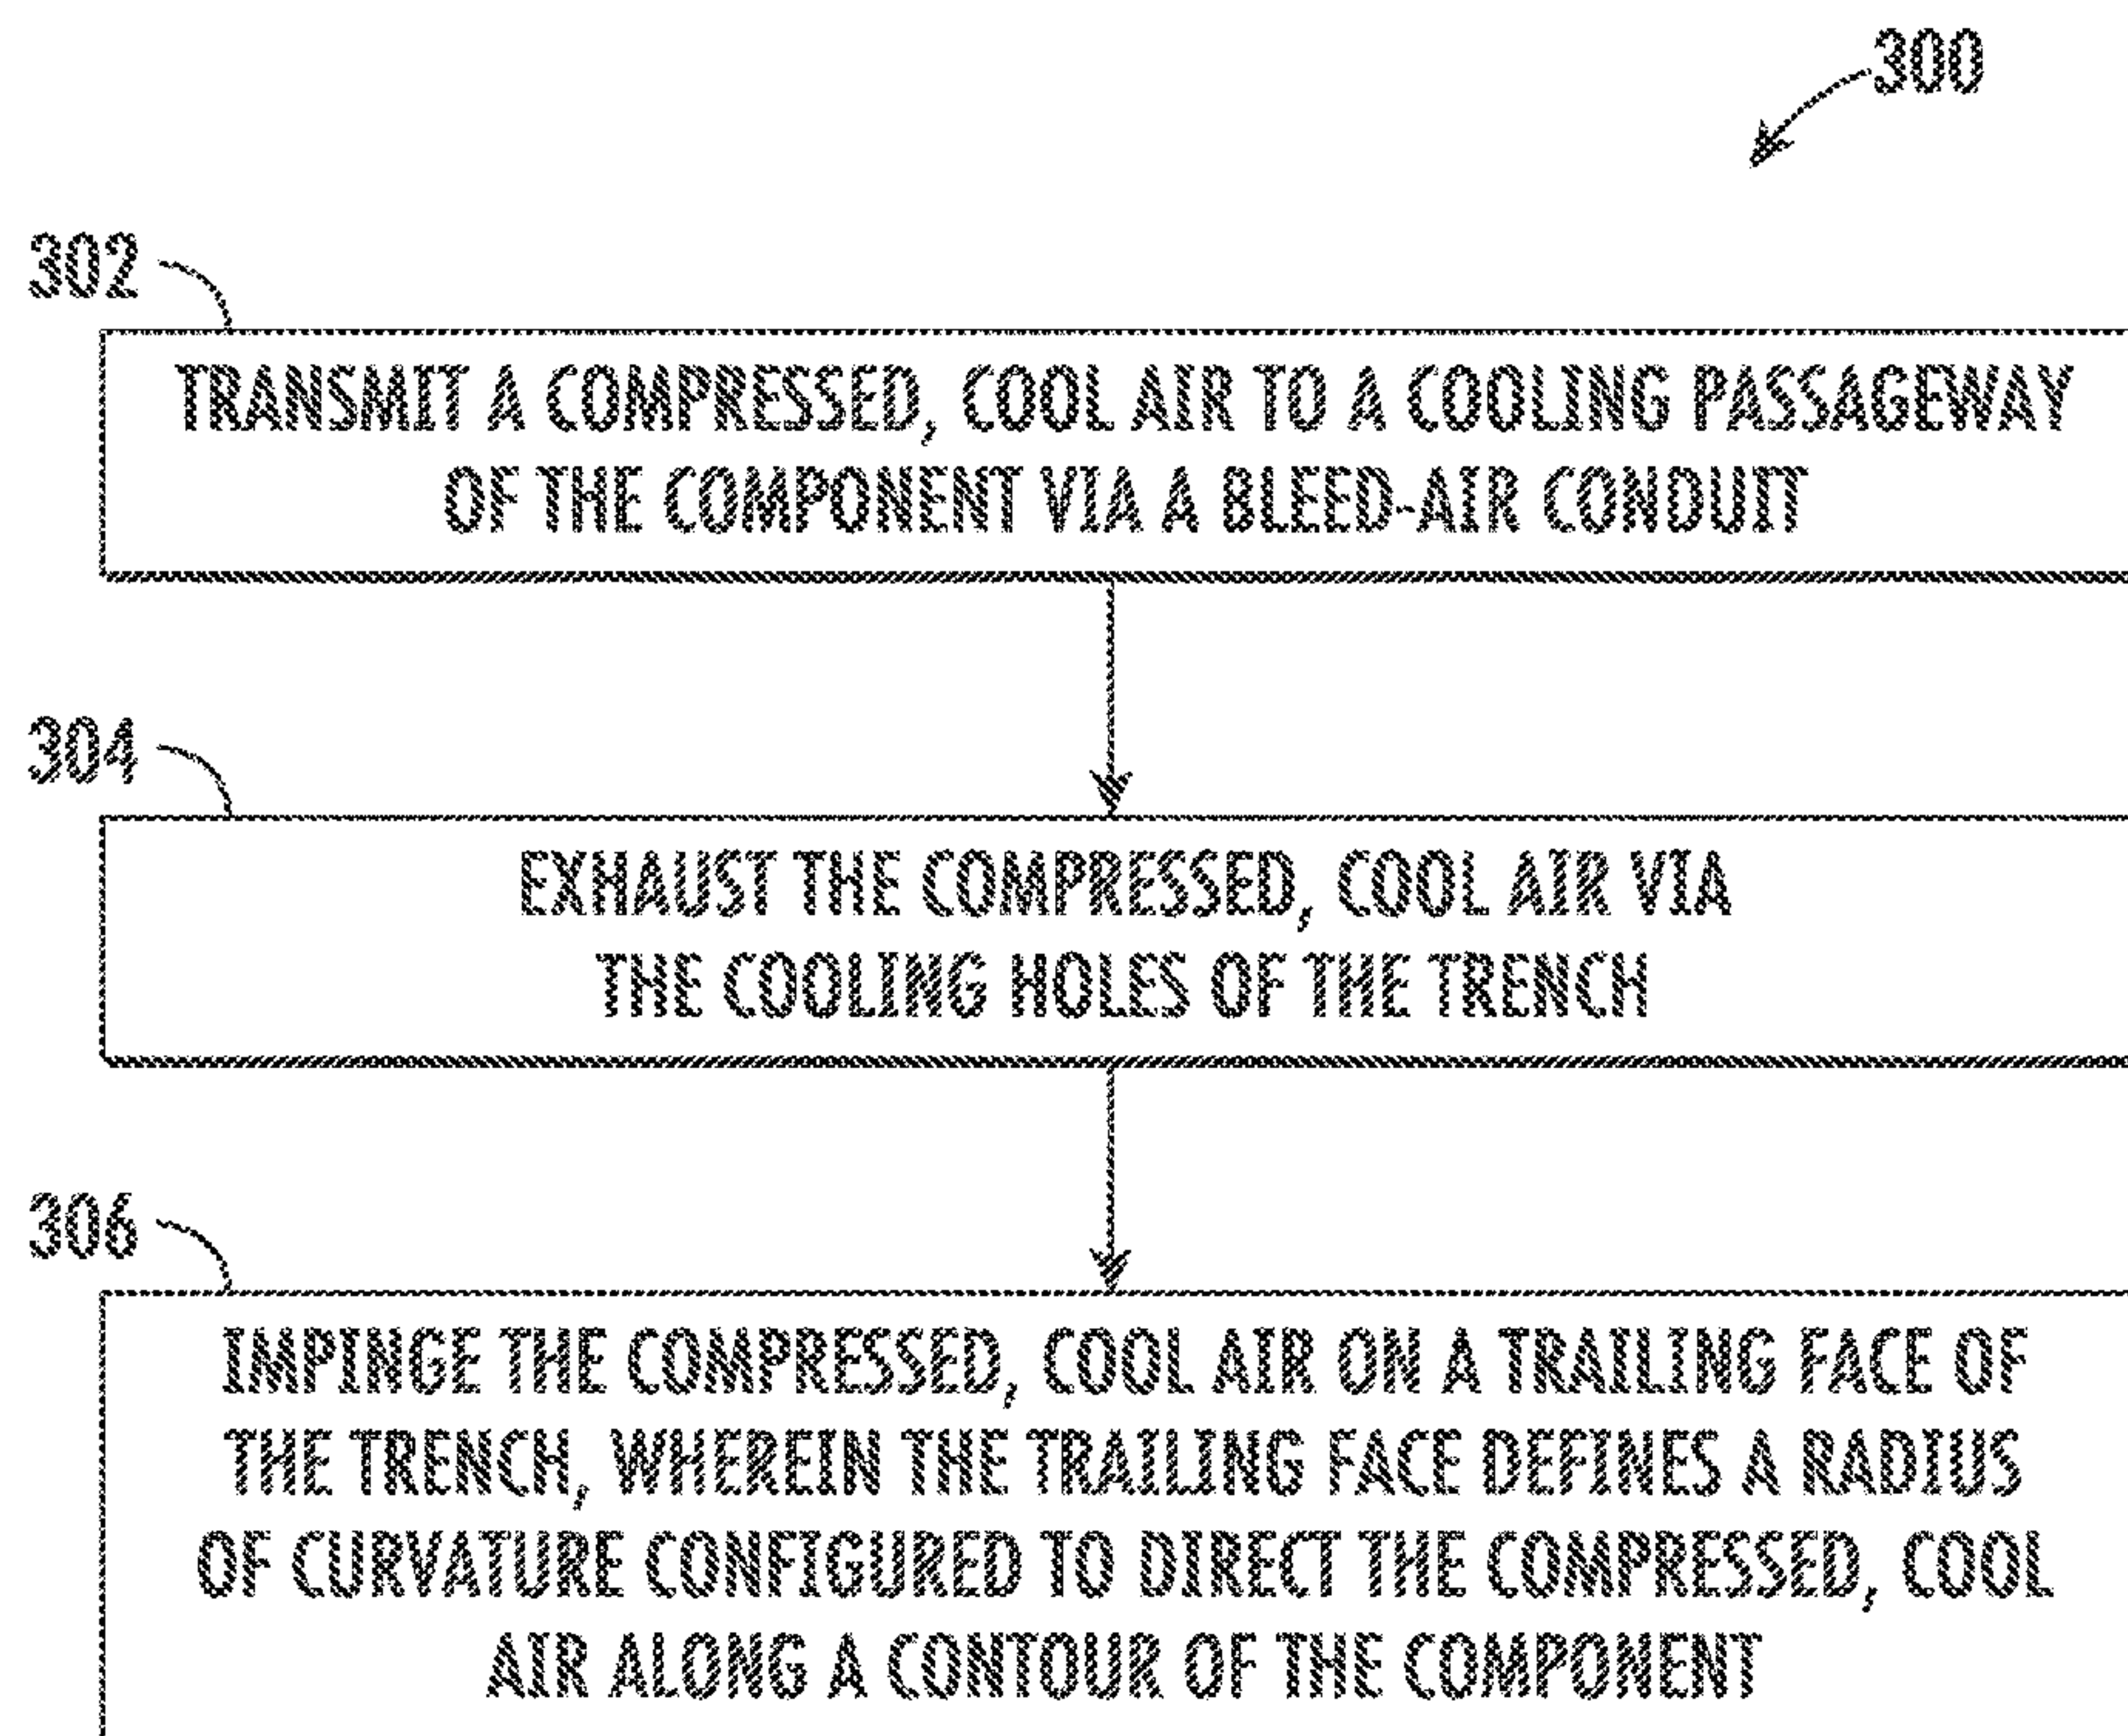 300
302
TRANSMIT A COMPRESSED, COOL AIR TO A COOLING PASSAGEWAY
OF THE COMPONENT VIA A BLEED-AIR CONDUIT
304
EXHAUST THE COMPRESSED, COOL AIR VIA
THE COOLING HOLES OF THE TRENCH
306
IMPINGE THE COMPRESSED, COOL AIR ON A TRAILING FACE OF
THE TRENCH, WHEREIN THE TRAILING FACE DEFINES A RADIUS
OF CURVATURE CONFIGURED TO DIRECT THE COMPRESSED, COOL
AIR ALONG A CONTOUR OF THE COMPONENT